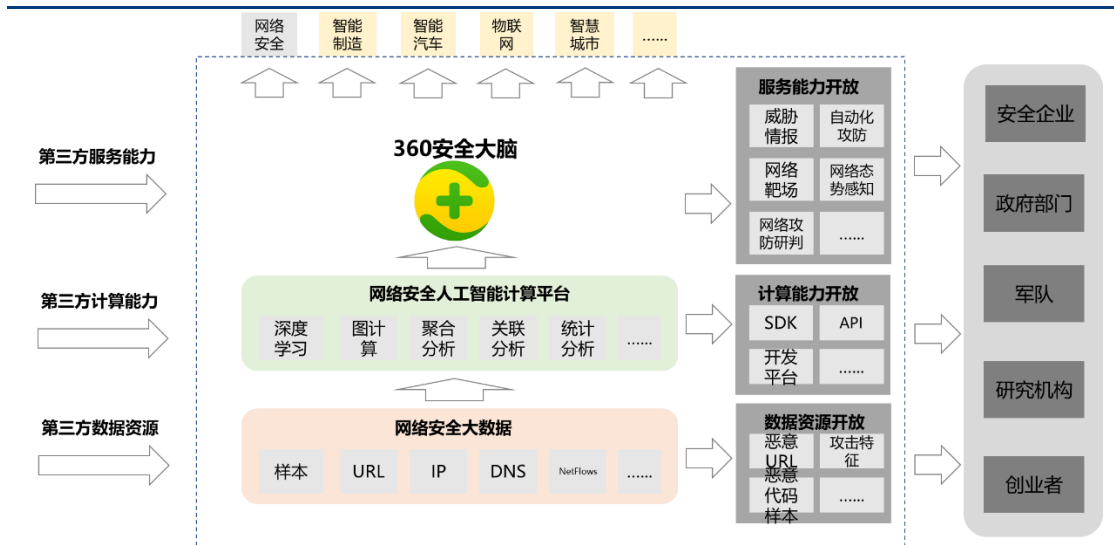 网络
安全
智能
制造
智能
汽车
物联
网
智慧
城市
......
第三方服务能力
360安全大脑
服务能力开放
威胁
情报
自动化
攻防
网络
靶场
网络态
势感知
网络攻
防研判
......
第三方计算能力
网络安全人工智能计算平台
深度
学习
图计
算
聚合
分析
关联
分析
统计
分析
......
计算能力开放
SDK
API
开发
平台
......
第三方数据资源
网络安全大数据
样本
URL
IP
DNS
NetFlows
......
数据资源开放
恶意
URL
攻击特
征
恶意
代码
样本
......
安全企业
政府部门
军队
研究机构
创业者